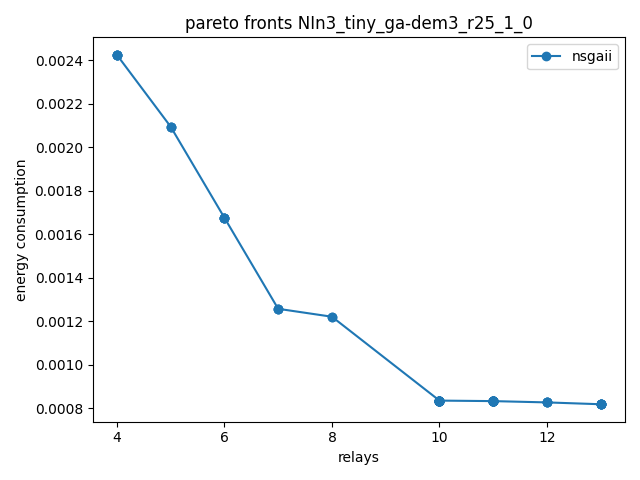 pareto fronts NIn3_tiny_ga-dem3_r25_1_0
nsgaii
energy consumption
0.0024
0.0022
0.0020
0.0018
0.0016
0.0014
0.0012
0.0010
0.0008
4 6 8 10 12
relays